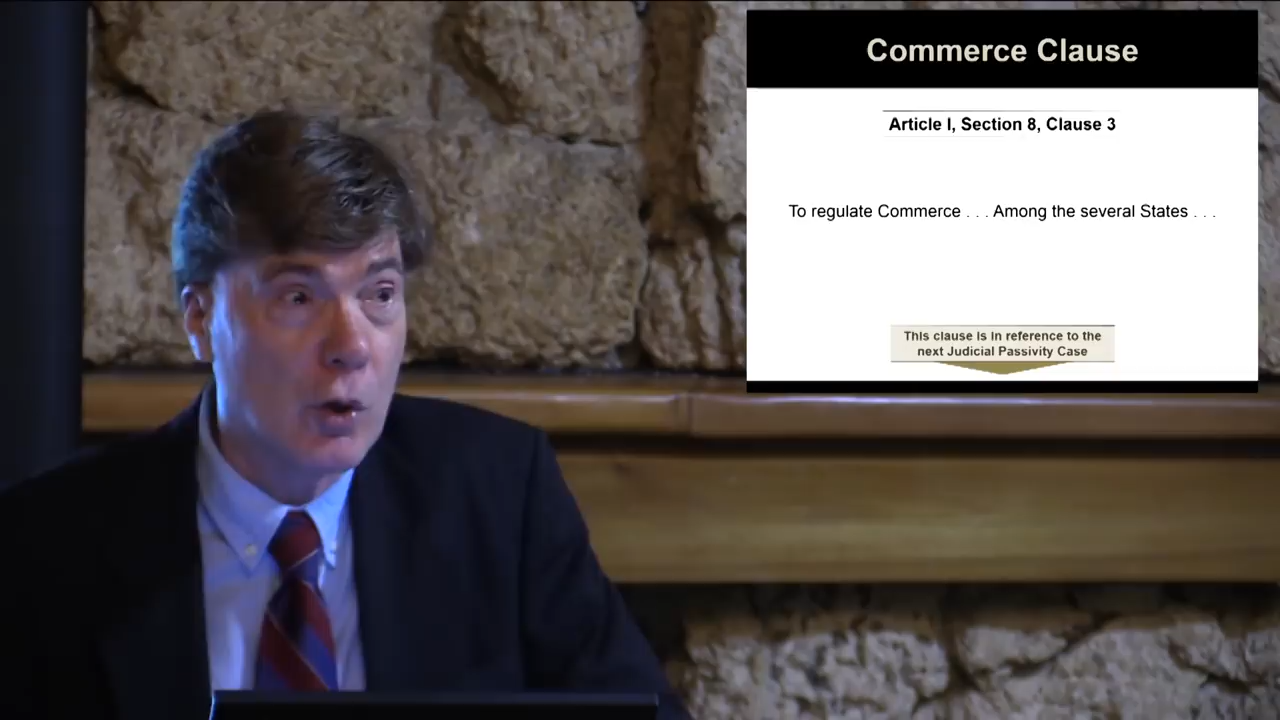 Commerce Clause
Article I, Section 8, Clause 3
To regulate Commerce . . . Among the several States . . .
This clause is in reference to the
next Judicial Passivity Case